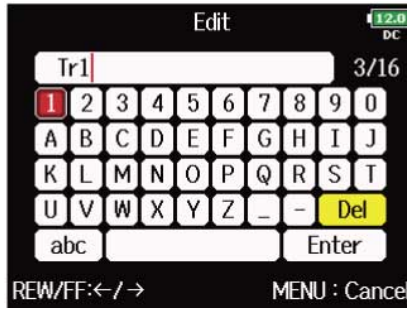 Edit 12.0
DC
Tr1 3/16
1 2 3 4 5 6 7 8 9 0
A B C D E F G H I J
K L M N O P Q R S T
U V W X Y Z _ - Del
abc Enter
REW/FF:←/→ MENU : Cancel